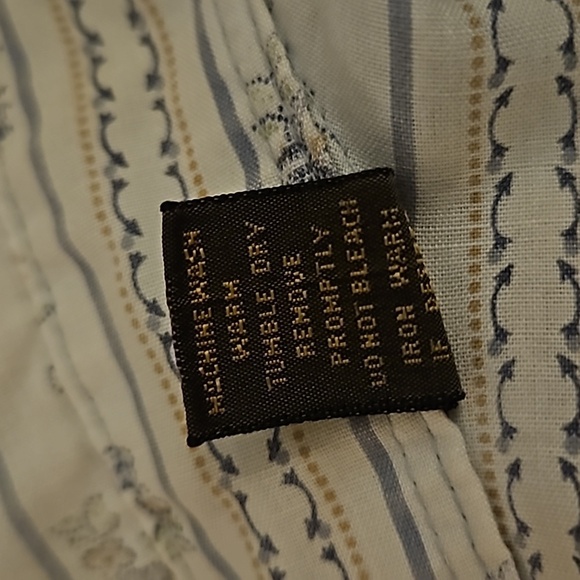 MACHINE WASH
WARM
TUMBLE DRY
REMOVE
PROMPTLY
DO NOT BLEACH
IRON WARM
IF